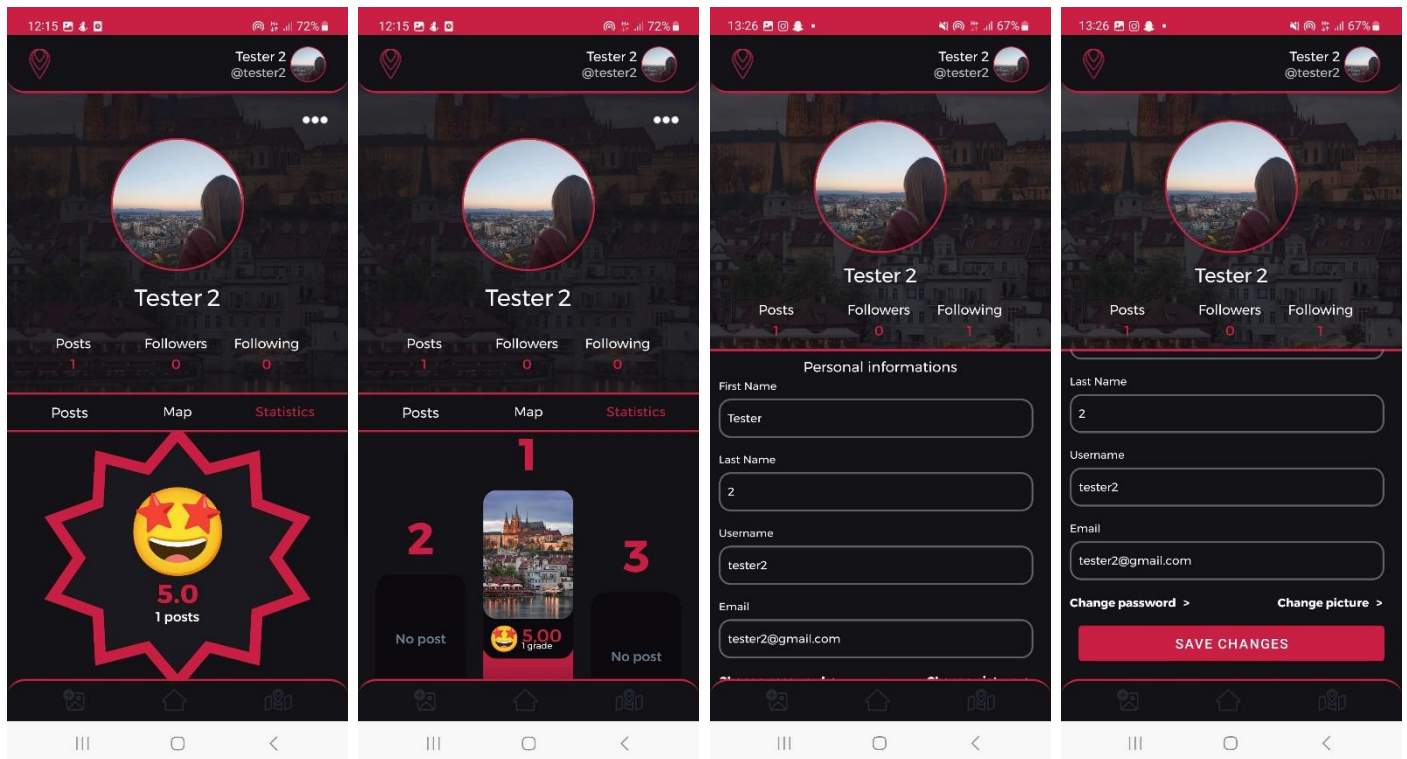 12:15 72%
Tester 2
@tester2
Tester 2
Posts Followers Following
1 0 0
Posts Map Statistics
5.0
1 posts
12:15 72%
Tester 2
@tester2
Tester 2
Posts Followers Following
1 0 0
Posts Map Statistics
1
2
3
No post
5.00
1 grade
No post
13:26 67%
Tester 2
@tester2
Tester 2
Posts Followers Following
1 0 1
Personal informations
First Name
Tester
Last Name
2
Username
tester2
Email
tester2@gmail.com
13:26 67%
Tester 2
@tester2
Tester 2
Posts Followers Following
1 0 1
Last Name
2
Username
tester2
Email
tester2@gmail.com
Change password > Change picture >
SAVE CHANGES